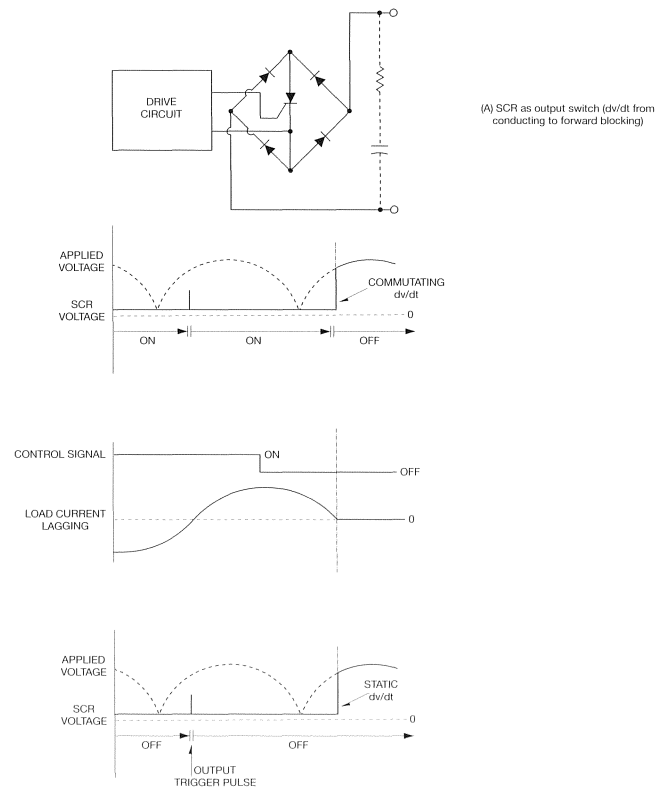 DRIVE
CIRCUIT
(A) SCR as output switch (dv/dt from
conducting to forward blocking)
APPLIED
VOLTAGE
COMMUTATING
dv/dt
SCR
VOLTAGE
0
ON
ON
OFF
CONTROL SIGNAL
ON
OFF
LOAD CURRENT
LAGGING
0
APPLIED
VOLTAGE
STATIC
dv/dt
SCR
VOLTAGE
0
OFF
OFF
OUTPUT
TRIGGER PULSE